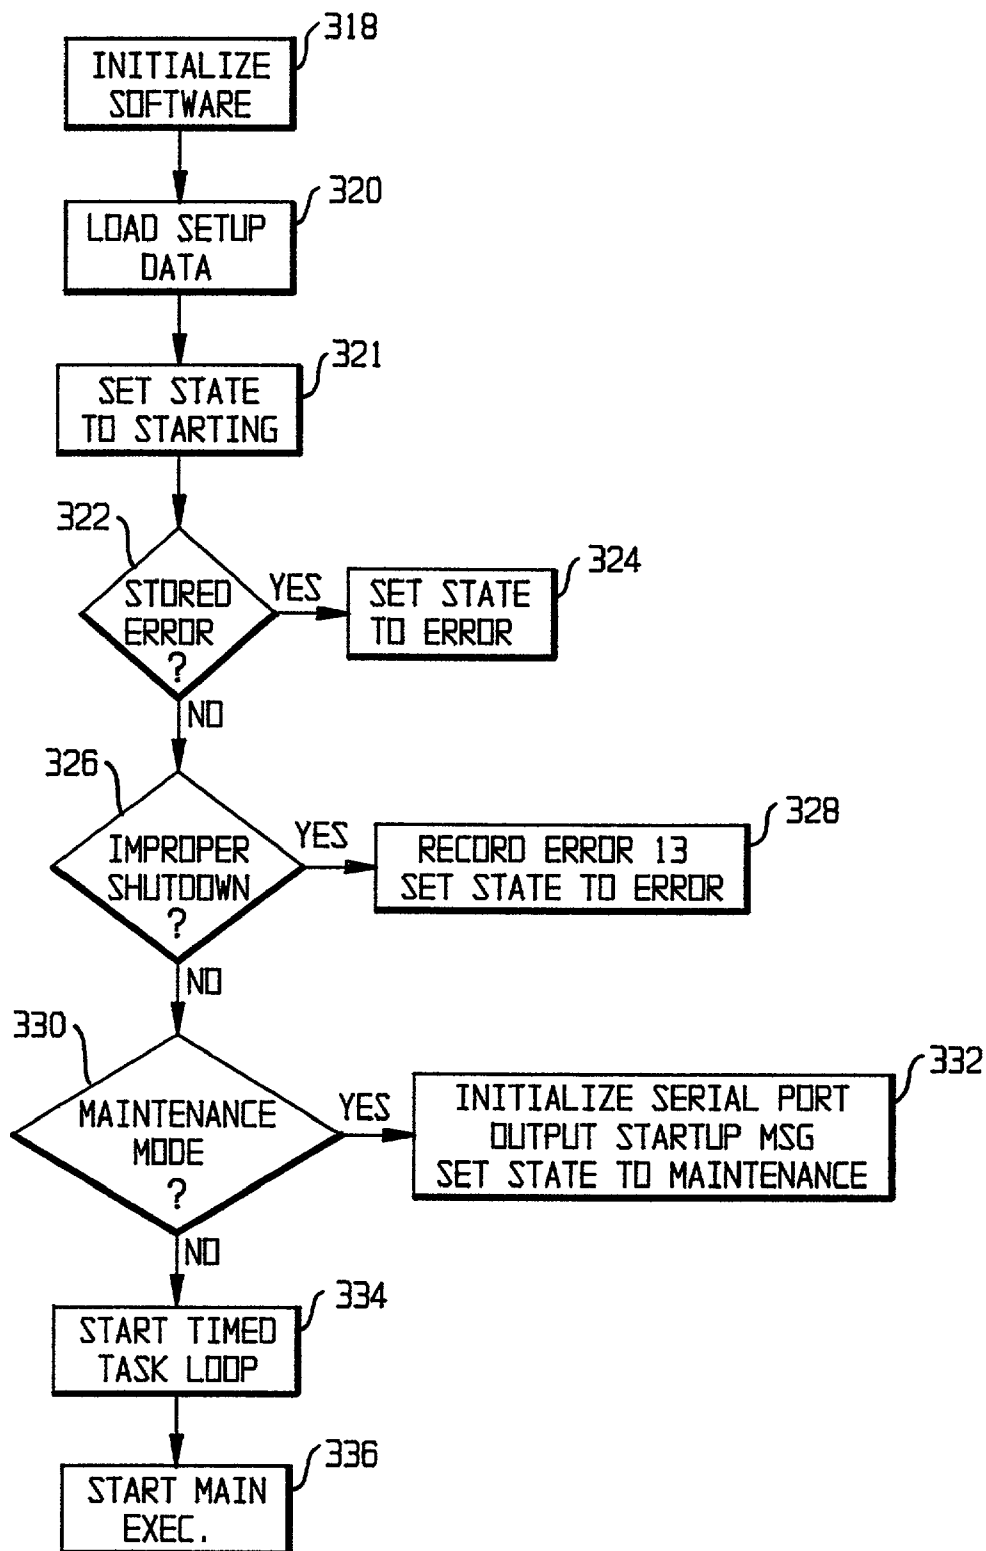 318
INITIALIZE
SOFTWARE
320
LOAD SETUP
DATA
321
SET STATE
TO STARTING
322
STORED
ERROR
?
YES
324
SET STATE
TO ERROR
NO
326
IMPROPER
SHUTDOWN
?
YES
328
RECORD ERROR 13
SET STATE TO ERROR
NO
330
MAINTENANCE
MODE
?
YES
332
INITIALIZE SERIAL PORT
OUTPUT STARTUP MSG
SET STATE TO MAINTENANCE
NO
334
START TIMED
TASK LOOP
336
START MAIN
EXEC.